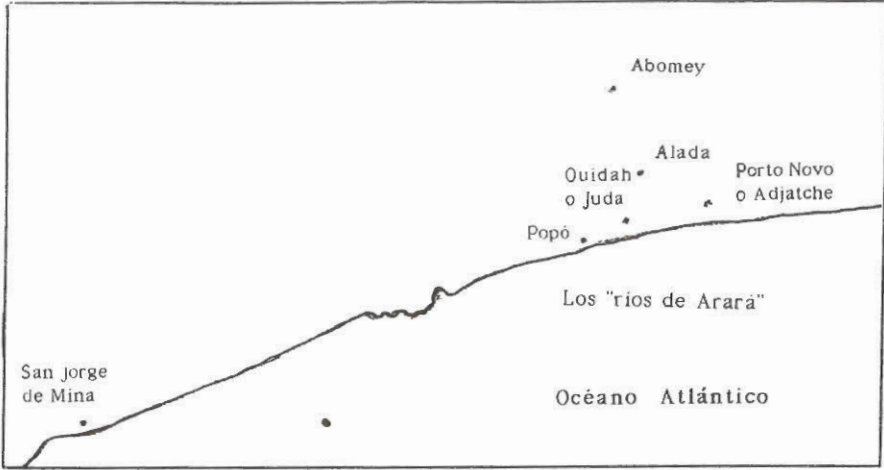 Abomey
Alada
Ouidah
o Juda
Porto Novo
o Adjatche
Popó
Los "ríos de Arará"
San Jorge
de Mina
Océano Atlántico